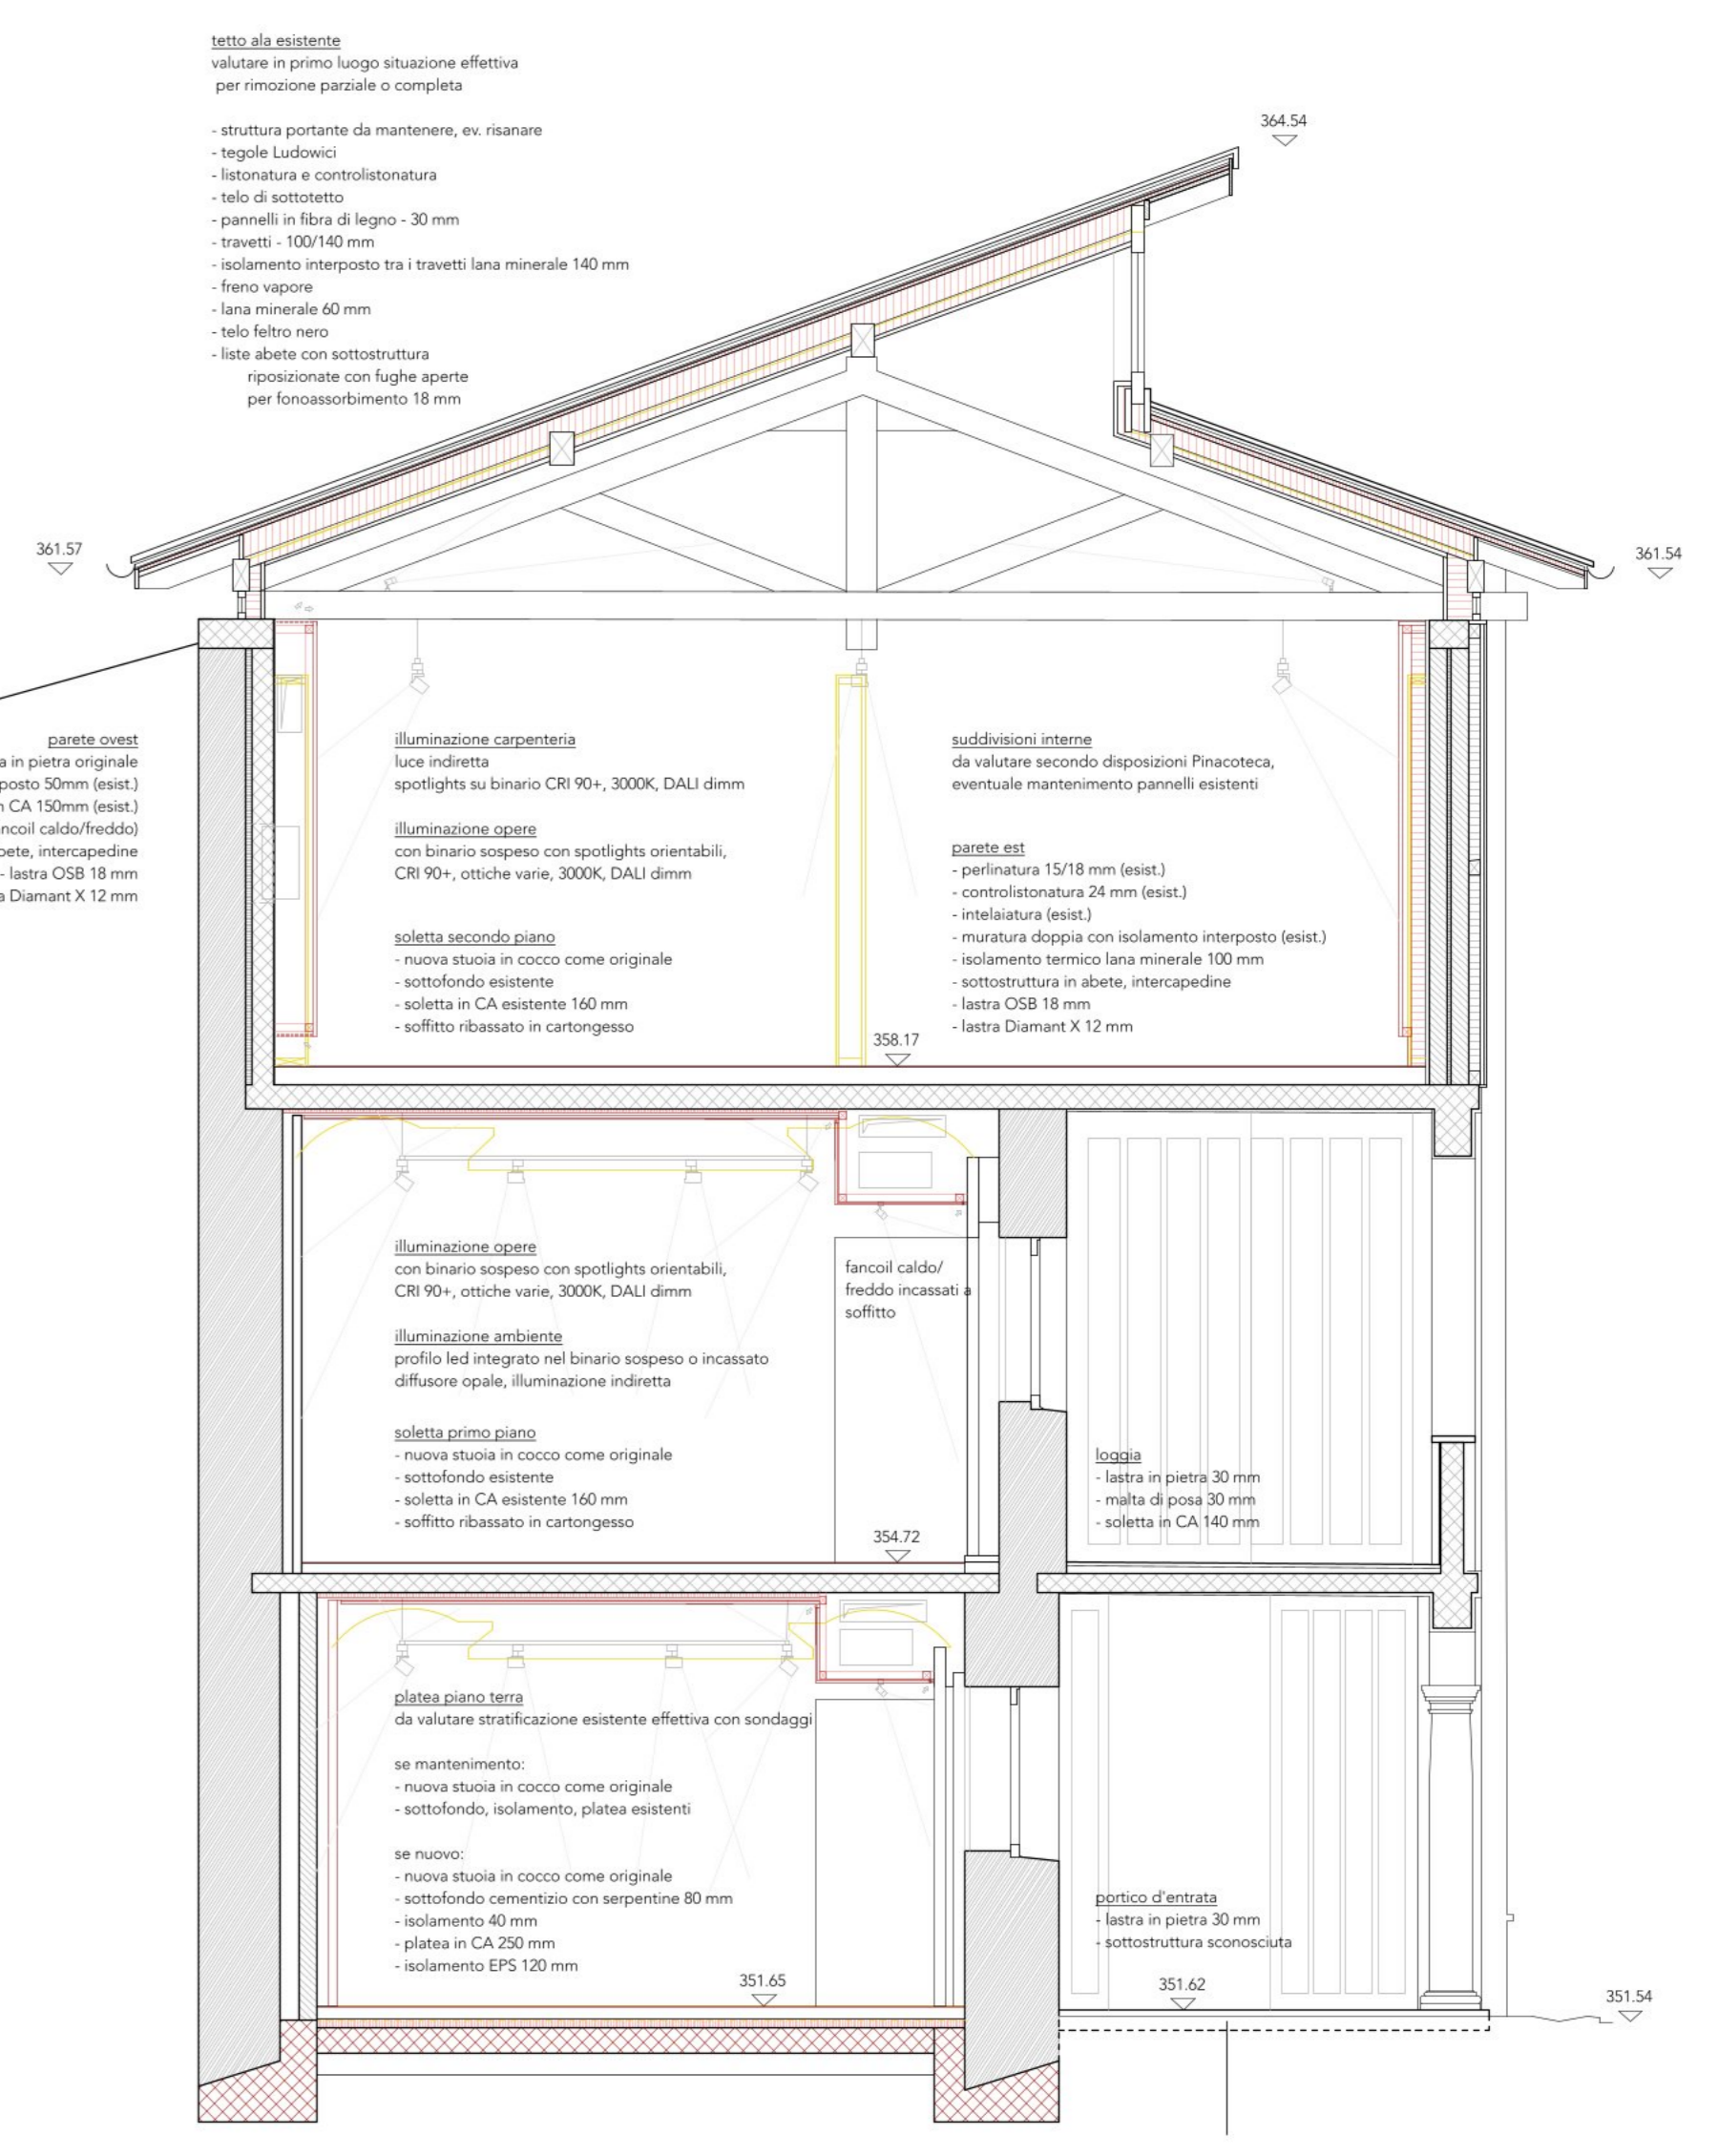 tetto ala esistente
valutare in primo luogo situazione effettiva
per rimozione parziale o completa
- struttura portante da mantenere, ev. risanare
- tegole Ludowici
- listonatura e controlistonatura
- telo di sottotetto
- pannelli in fibra di legno - 30 mm
- travetti - 100/140 mm
- isolamento interposto tra i travetti lana minerale 140 mm
- freno vapore
- lana minerale 60 mm
- telo feltro nero
- liste abete con sottostruttura
riposizionate con fughe aperte
per fonoassorbimento 18 mm
364.54
361.57
361.54
parete ovest
a in pietra originale
posto 50mm (esist.)
CA 150mm (esist.)
ancoil caldo/freddo)
bete, intercapedine
- lastra OSB 18 mm
a Diamant X 12 mm
illuminazione carpenteria
luce indiretta
spotlights su binario CRI 90+, 3000K, DALI dimm
illuminazione opere
con binario sospeso con spotlights orientabili,
CRI 90+, ottiche varie, 3000K, DALI dimm
soletta secondo piano
- nuova stuoia in cocco come originale
- sottofondo esistente
- soletta in CA esistente 160 mm
- soffitto ribassato in cartongesso
suddivisioni interne
da valutare secondo disposizioni Pinacoteca,
eventuale mantenimento pannelli esistenti
parete est
- perlinatura 15/18 mm (esist.)
- controlistonatura 24 mm (esist.)
- intelaiatura (esist.)
- muratura doppia con isolamento interposto (esist.)
- isolamento termico lana minerale 100 mm
- sottostruttura in abete, intercapedine
- lastra OSB 18 mm
- lastra Diamant X 12 mm
358.17
illuminazione opere
con binario sospeso con spotlights orientabili,
CRI 90+, ottiche varie, 3000K, DALI dimm
illuminazione ambiente
profilo led integrato nel binario sospeso o incassato
diffusore opale, illuminazione indiretta
soletta primo piano
- nuova stuoia in cocco come originale
- sottofondo esistente
- soletta in CA esistente 160 mm
- soffitto ribassato in cartongesso
fancoil caldo/
freddo incassati a
soffitto
354.72
loggia
- lastra in pietra 30 mm
- malta di posa 30 mm
- soletta in CA 140 mm
platea piano terra
da valutare stratificazione esistente effettiva con sondaggi
se mantenimento:
- nuova stuoia in cocco come originale
- sottofondo, isolamento, platea esistenti
se nuovo:
- nuova stuoia in cocco come originale
- sottofondo cementizio con serpentine 80 mm
- isolamento 40 mm
- platea in CA 250 mm
- isolamento EPS 120 mm
351.65
portico d'entrata
- lastra in pietra 30 mm
- sottostruttura sconosciuta
351.62
351.54